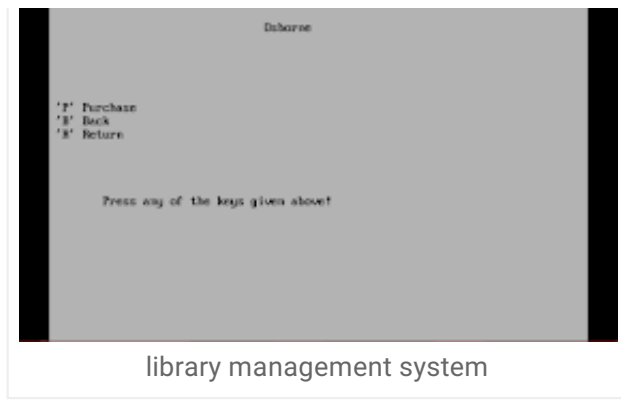 Osborne
'P' Purchase
'B' Back
'R' Return
Press any of the keys given above!
library management system